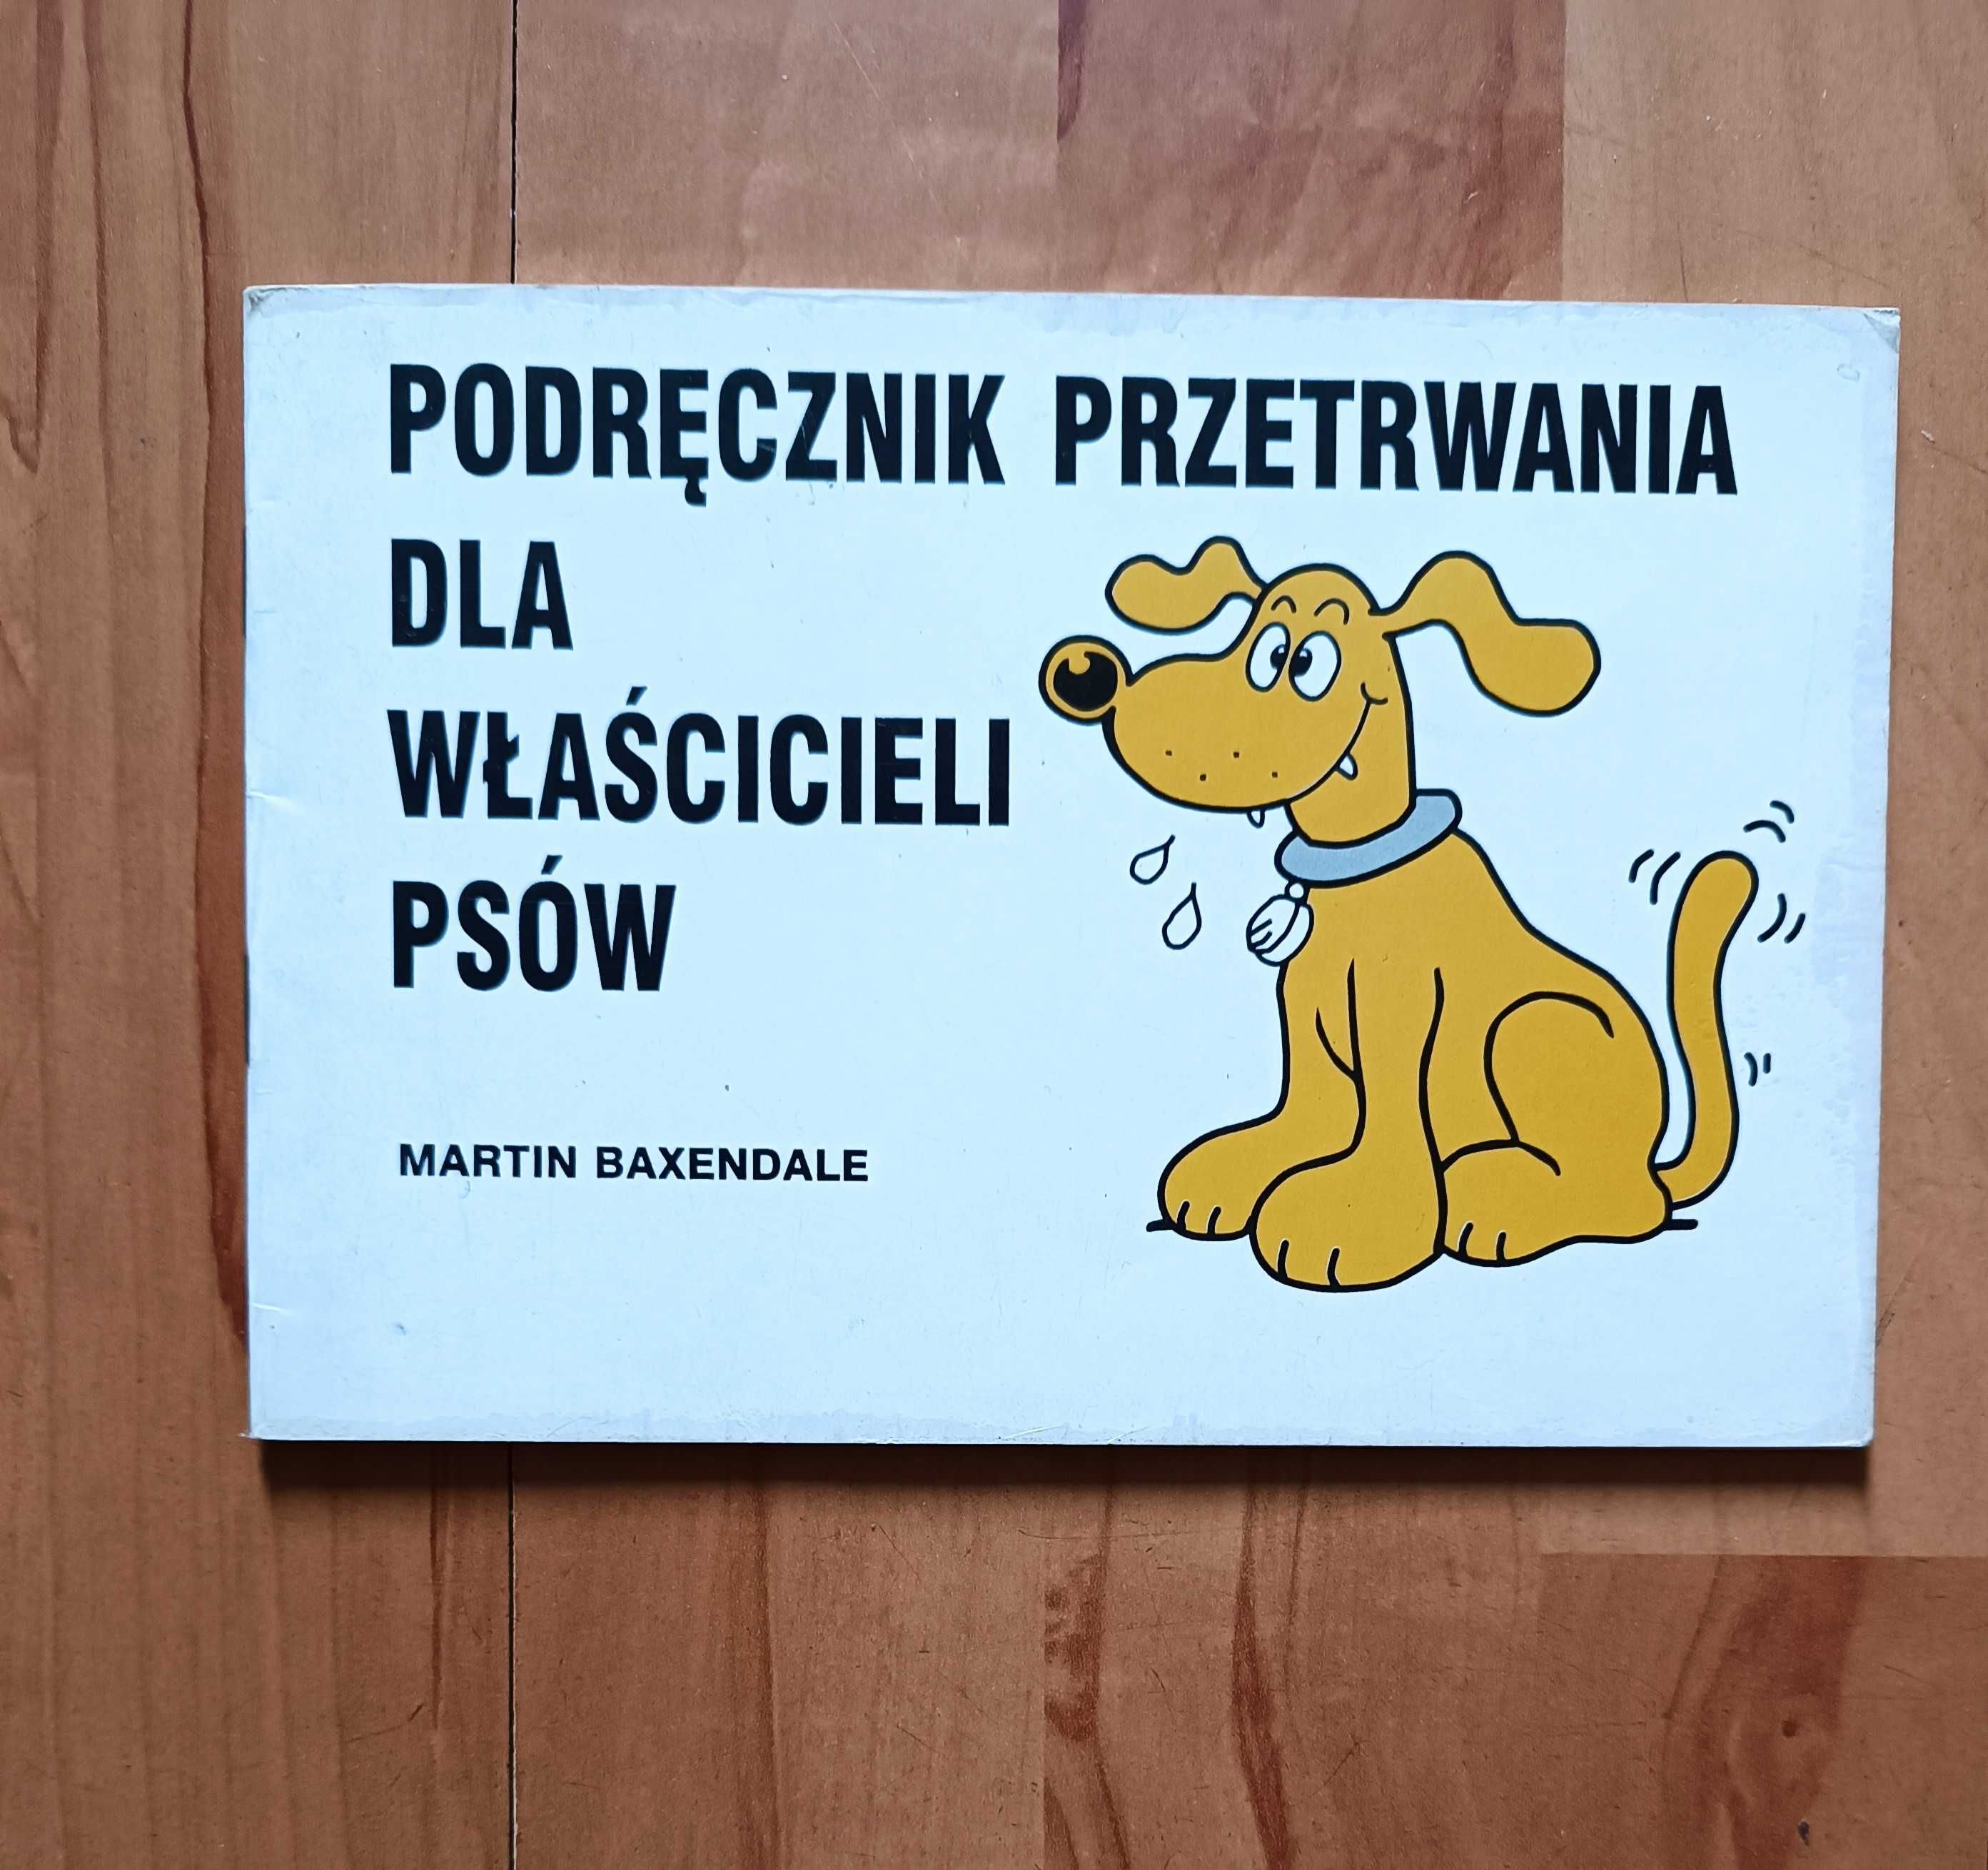 PODRĘCZNIK PRZETRWANIA
DLA
WŁAŚCICIELI
PSÓW
MARTIN BAXENDALE